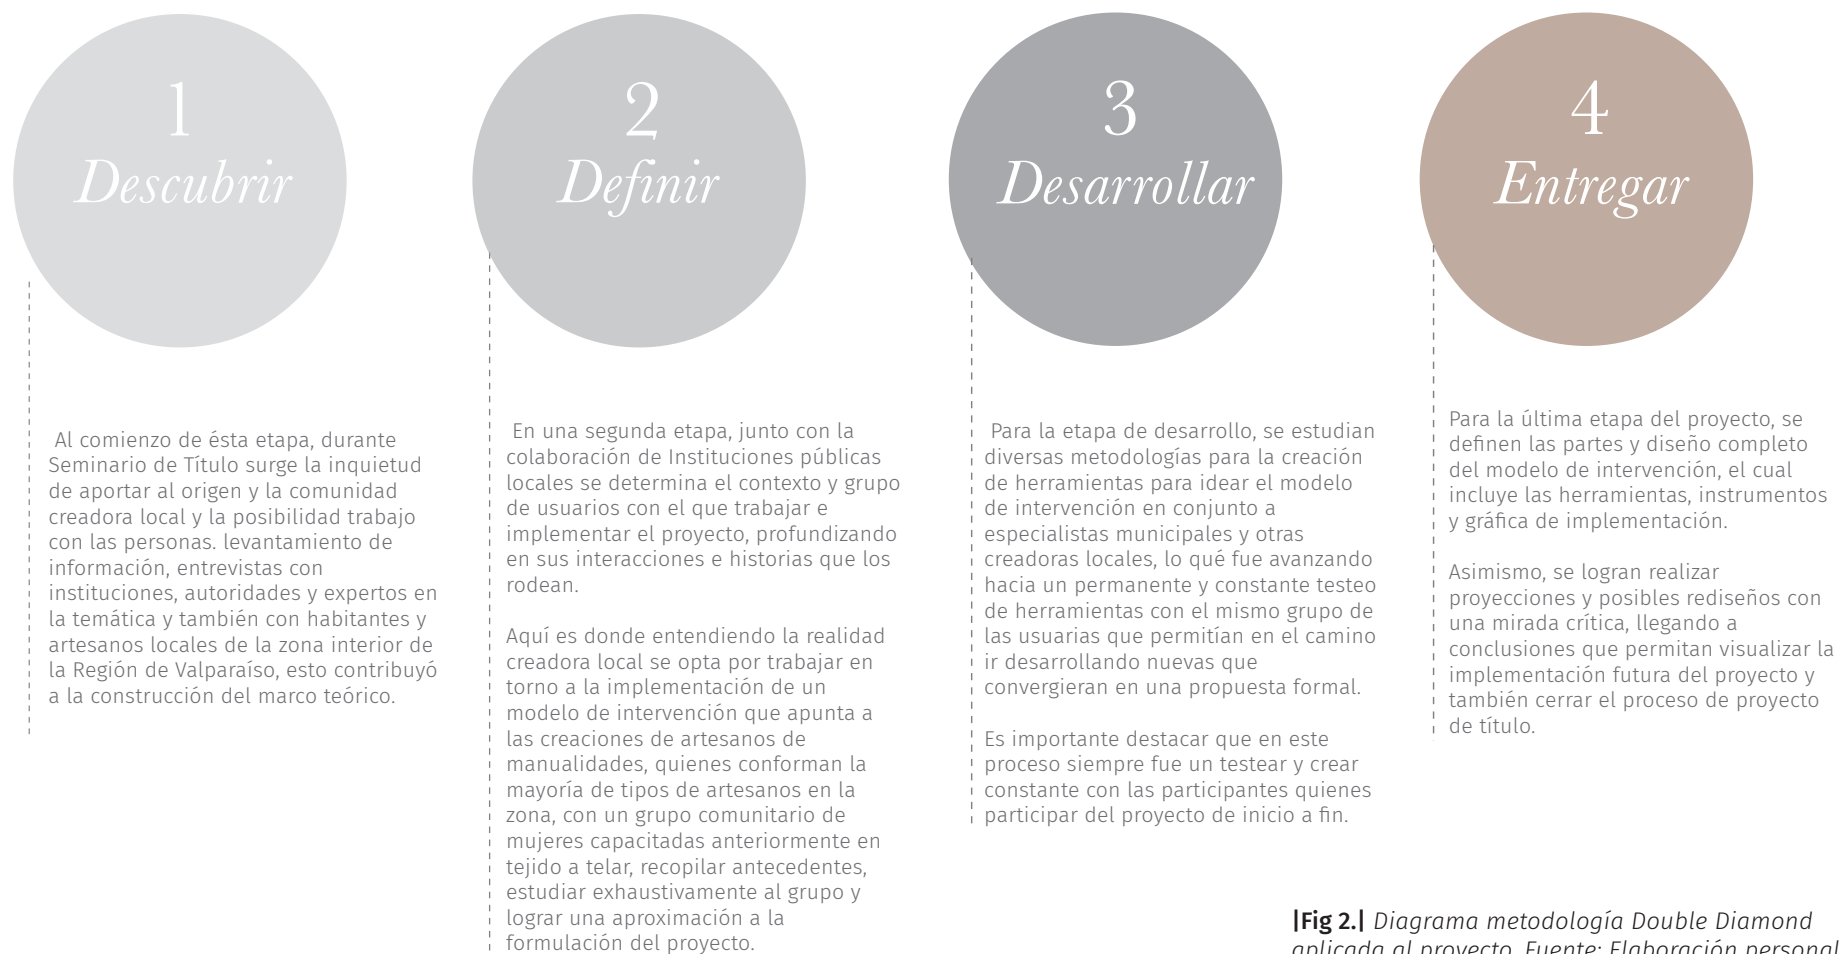 1
Descubrir
Al comienzo de ésta etapa, durante
Seminario de Título surge la inquietud
de aportar al origen y la comunidad
creadora local y la posibilidad trabajo
con las personas. levantamiento de
información, entrevistas con
instituciones, autoridades y expertos en
la temática y también con habitantes y
artesanos locales de la zona interior de
la Región de Valparaíso, esto contribuyó
a la construcción del marco teórico.
2
Definir
En una segunda etapa, junto con la
colaboración de Instituciones públicas
locales se determina el contexto y grupo
de usuarios con el que trabajar e
implementar el proyecto, profundizando
en sus interacciones e historias que los
rodean.
Aquí es donde entendiendo la realidad
creadora local se opta por trabajar en
torno a la implementación de un
modelo de intervención que apunta a
las creaciones de artesanos de
manualidades, quienes conforman la
mayoría de tipos de artesanos en la
zona, con un grupo comunitario de
mujeres capacitadas anteriormente en
tejido a telar, recopilar antecedentes,
estudiar exhaustivamente al grupo y
lograr una aproximación a la
formulación del proyecto.
3
Desarrollar
Para la etapa de desarrollo, se estudian
diversas metodologías para la creación
de herramientas para idear el modelo
de intervención en conjunto a
especialistas municipales y otras
creadoras locales, lo qué fue avanzando
hacia un permanente y constante testeo
de herramientas con el mismo grupo de
las usuarias que permitían en el camino
ir desarrollando nuevas que
convergieran en una propuesta formal.
Es importante destacar que en este
proceso siempre fue un testear y crear
constante con las participantes quienes
participar del proyecto de inicio a fin.
4
Entregar
Para la última etapa del proyecto, se
definen las partes y diseño completo
del modelo de intervención, el cual
incluye las herramientas, instrumentos
y gráfica de implementación.
Asimismo, se logran realizar
proyecciones y posibles rediseños con
una mirada crítica, llegando a
conclusiones que permitan visualizar la
implementación futura del proyecto y
también cerrar el proceso de proyecto
de título.
|Fig 2.| Diagrama metodología Double Diamond
aplicada al proyecto. Fuente: Elaboración personal